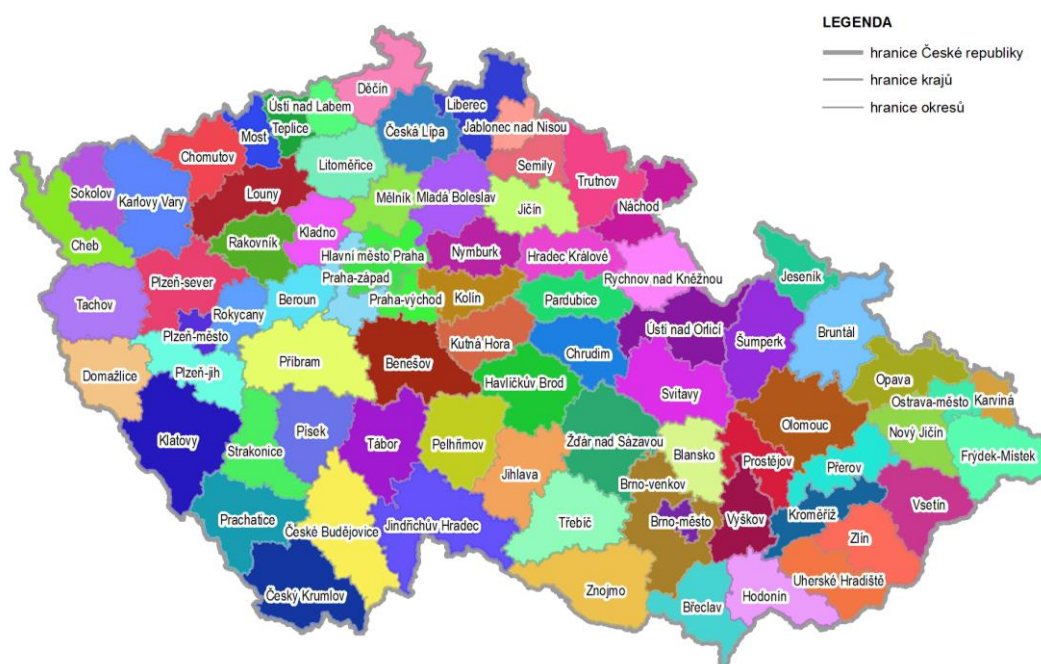 LEGENDA
hranice České republiky
hranice krajů
hranice okresů
Děčín
Ústí nad Labem
Liberec
Teplice
Česká Lípa
Jablonec nad Nisou
Most
Chomutov
Litoměřice
Semily
Trutnov
Sokolov
Karlovy Vary
Louny
Mělník
Mladá Boleslav
Jičín
Náchod
Cheb
Rakovník
Kladno
Hlavní město Praha
Nymburk
Hradec Králové
Plzeň-sever
Praha-západ
Rychnov nad Kněžnou
Jeseník
Tachov
Rokycany
Beroun
Praha-východ
Kolín
Pardubice
Plzeň-město
Ústí nad Orlicí
Šumperk
Bruntál
Domažlice
Plzeň-jih
Příbram
Benešov
Kutná Hora
Chrudim
Havlíčkův Brod
Svitavy
Opava
Ostrava-město
Karviná
Klatovy
Strakonice
Písek
Tábor
Pelhřimov
Žďár nad Sázavou
Olomouc
Nový Jičín
Jihlava
Blansko
Prostějov
Přerov
Frýdek-Místek
Brno-venkov
Prachatice
České Budějovice
Jindřichův Hradec
Třebíč
Brno-město
Vyškov
Kroměříž
Vsetín
Zlín
Český Krumlov
Znojmo
Břeclav
Hodonín
Uherské Hradiště